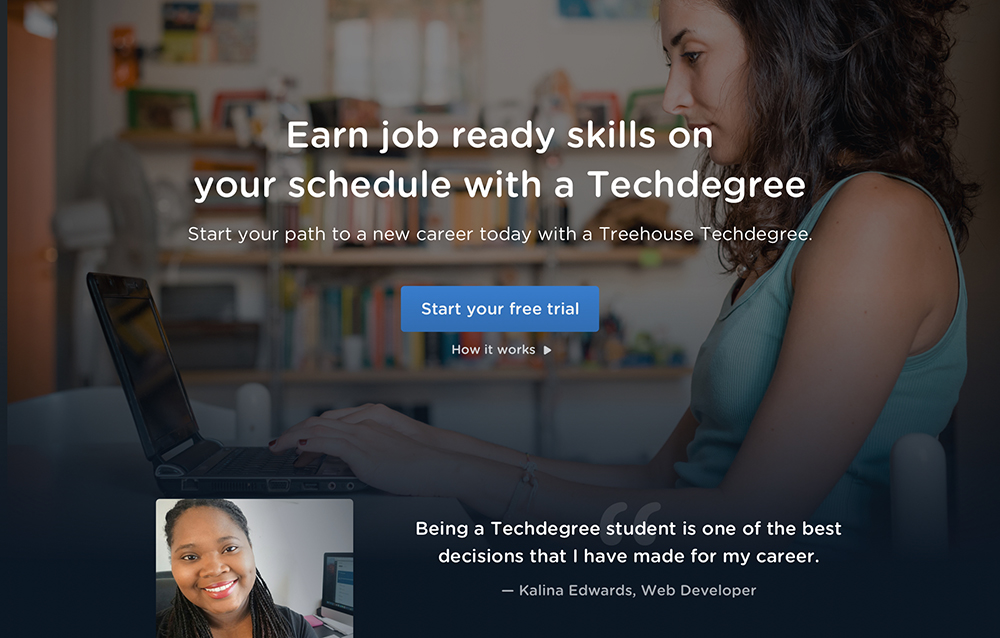 Earn job ready skills on
your schedule with a Techdegree
Start your path to a new career today with a Treehouse Techdegree.
Start your free trial
How it works
“
Being a Techdegree student is one of the best
decisions that I have made for my career.
— Kalina Edwards, Web Developer